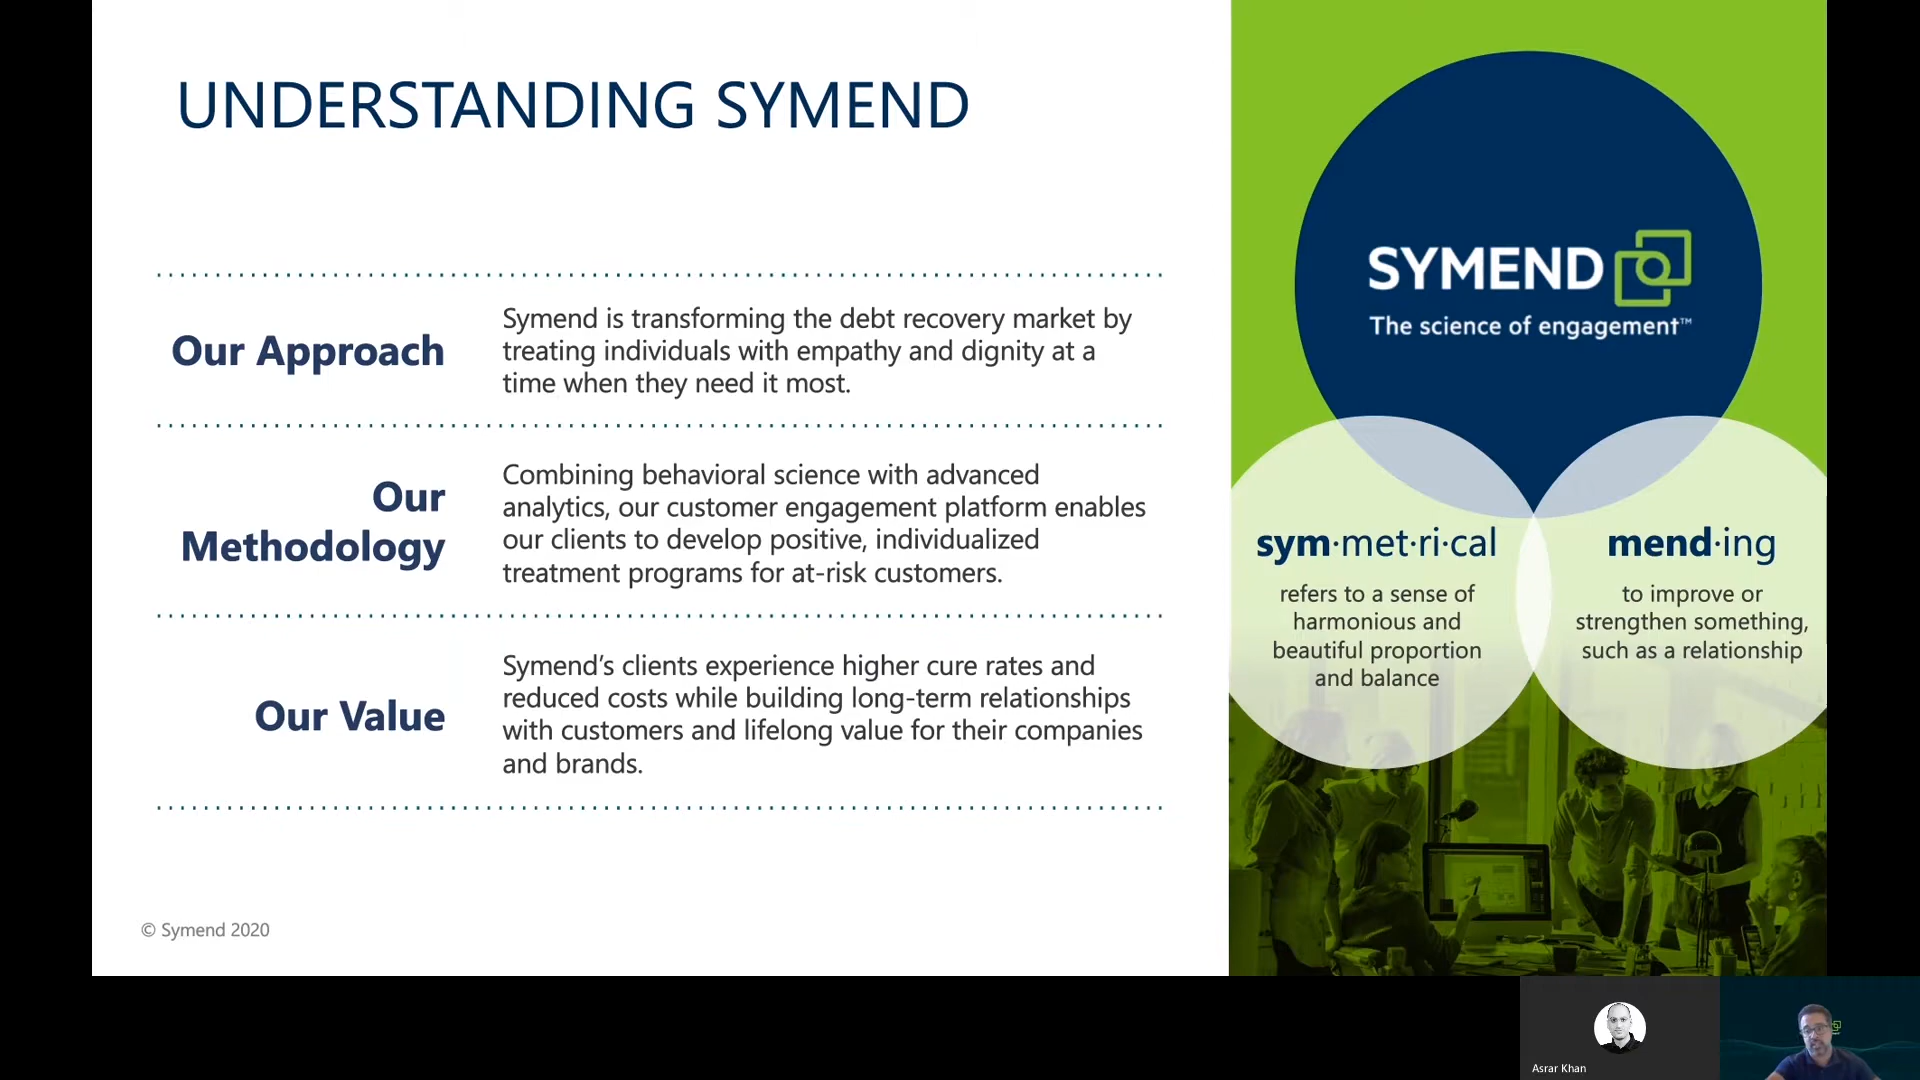 UNDERSTANDING SYMEND
Our Approach
Symend is transforming the debt recovery market by
treating individuals with empathy and dignity at a
time when they need it most.
Our
Methodology
Combining behavioral science with advanced
analytics, our customer engagement platform enables
our clients to develop positive, individualized
treatment programs for at-risk customers.
Our Value
Symend’s clients experience higher cure rates and
reduced costs while building long-term relationships
with customers and lifelong value for their companies
and brands.
© Symend 2020
SYMEND
The science of engagement™
sym·met·ri·cal
refers to a sense of
harmonious and
beautiful proportion
and balance
mend·ing
to improve or
strengthen something,
such as a relationship
Asrar Khan